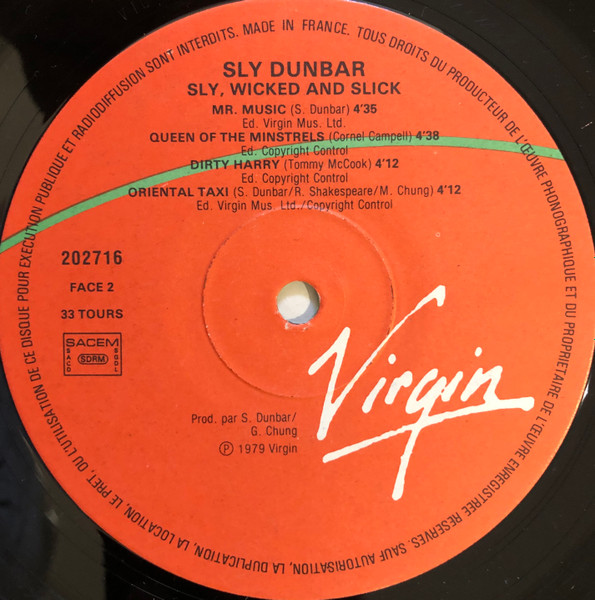 SLY DUNBAR
SLY, WICKED AND SLICK
MR. MUSIC (S. Dunbar) 4'35
Ed. Virgin Mus. Ltd.
QUEEN OF THE MINSTRELS (Cornel Campell) 4'38
Ed. Copyright Control
DIRTY HARRY (Tommy McCook) 4'12
Ed. Copyright Control
ORIENTAL TAXI (S. Dunbar/R. Shakespeare/M. Chung) 4'12
Ed. Virgin Mus. Ltd./Copyright Control
202716
FACE 2
33 TOURS
SACEM
SACD SDRM SGDL
Virgin
Prod. par S. Dunbar/
G. Chung
Ⓟ 1979 Virgin
MADE IN FRANCE. TOUS DROITS DU PRODUCTEUR DE L'ŒUVRE PHONOGRAPHIQUE ET DU PROPRIETAIRE DE L'ŒUVRE ENREGISTREE RESERVES. SAUF AUTORISATION, LA DUPLICATION, LA LOCATION, LE PRET, OU L'UTILISATION DE CE DISQUE POUR EXECUTION PUBLIQUE ET RADIODIFFUSION SONT INTERDITS.